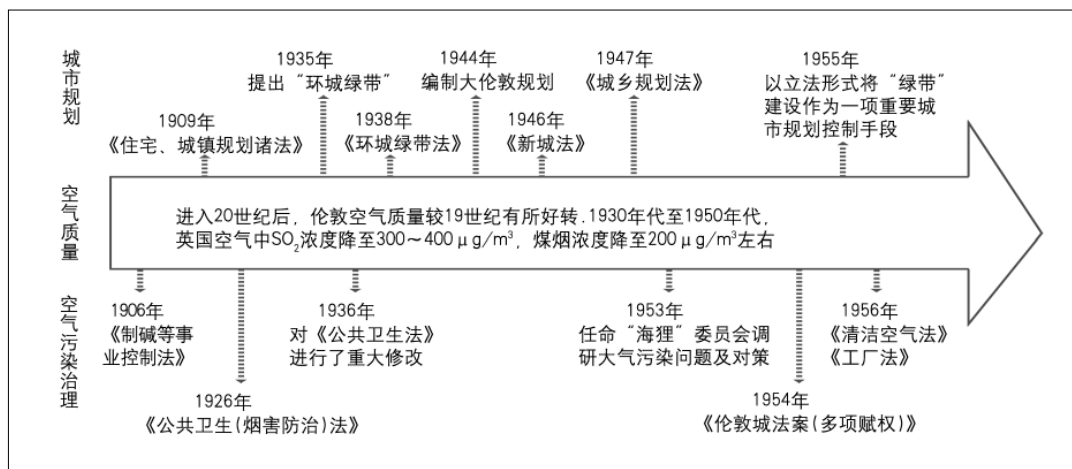 城市规划
1935年
提出“环城绿带”
1944年
编制大伦敦规划
1947年
《城乡规划法》
1955年
以立法形式将“绿带”
建设作为一项重要城
市规划控制手段
1909年
《住宅、城镇规划诸法》
1938年
《环城绿带法》
1946年
《新城法》
空气质量
进入20世纪后，伦敦空气质量较19世纪有所好转.1930年代至1950年代，
英国空气中SO₂浓度降至300～400μg/m³，煤烟浓度降至200μg/m³左右
空气污染治理
1906年
《制碱等事
业控制法》
1936年
对《公共卫生法》
进行了重大修改
1953年
任命“海狸”委员会调
研大气污染问题及对策
1956年
《清洁空气法》
《工厂法》
1926年
《公共卫生(烟害防治)法》
1954年
《伦敦城法案(多项赋权)》